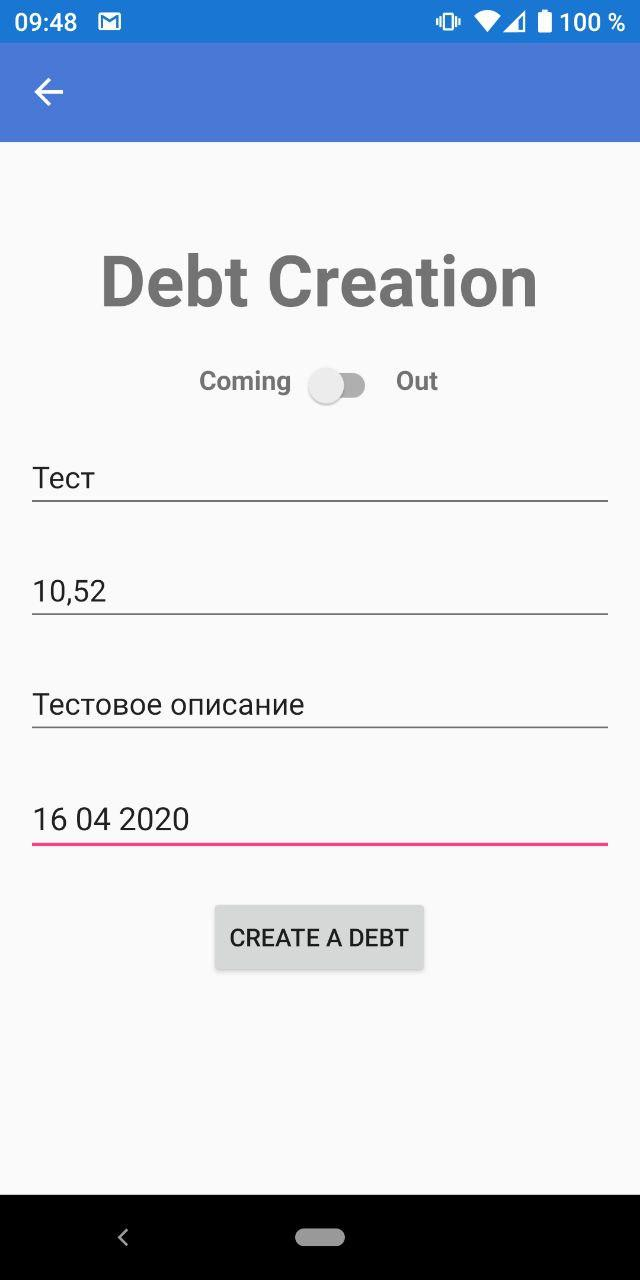 09:48 100 %
Debt Creation
Coming Out
Тест
10,52
Тестовое описание
16 04 2020
CREATE A DEBT